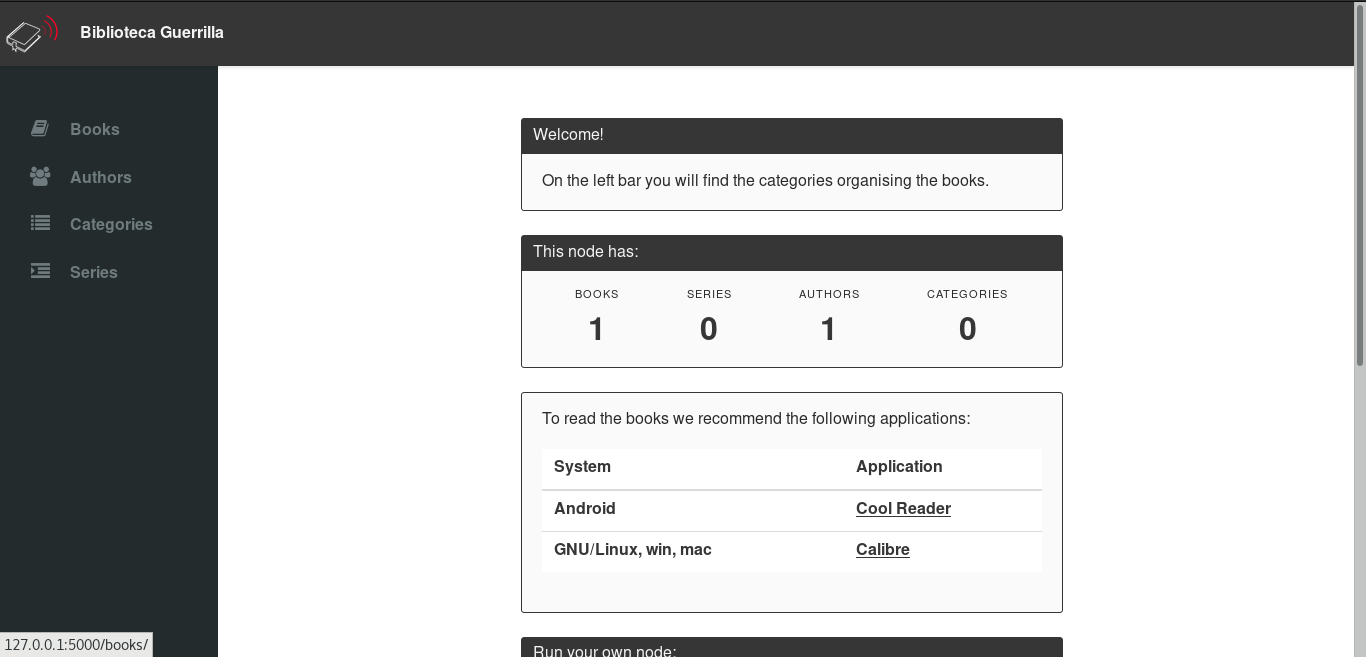 Biblioteca Guerrilla
Books
Authors
Categories
Series
Welcome!
On the left bar you will find the categories organising the books.
This node has:
BOOKS SERIES AUTHORS CATEGORIES
1 0 1 0
To read the books we recommend the following applications:
System Application
Android Cool Reader
GNU/Linux, win, mac Calibre
Run your own node:
127.0.0.1:5000/books/